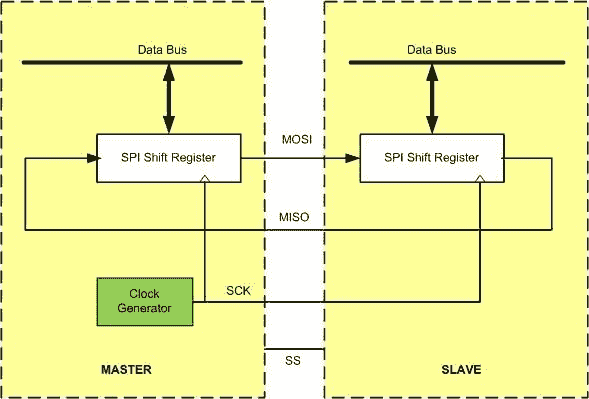 Data Bus
Data Bus
SPI Shift Register
MOSI
SPI Shift Register
MISO
Clock
Generator
SCK
SS
MASTER
SLAVE